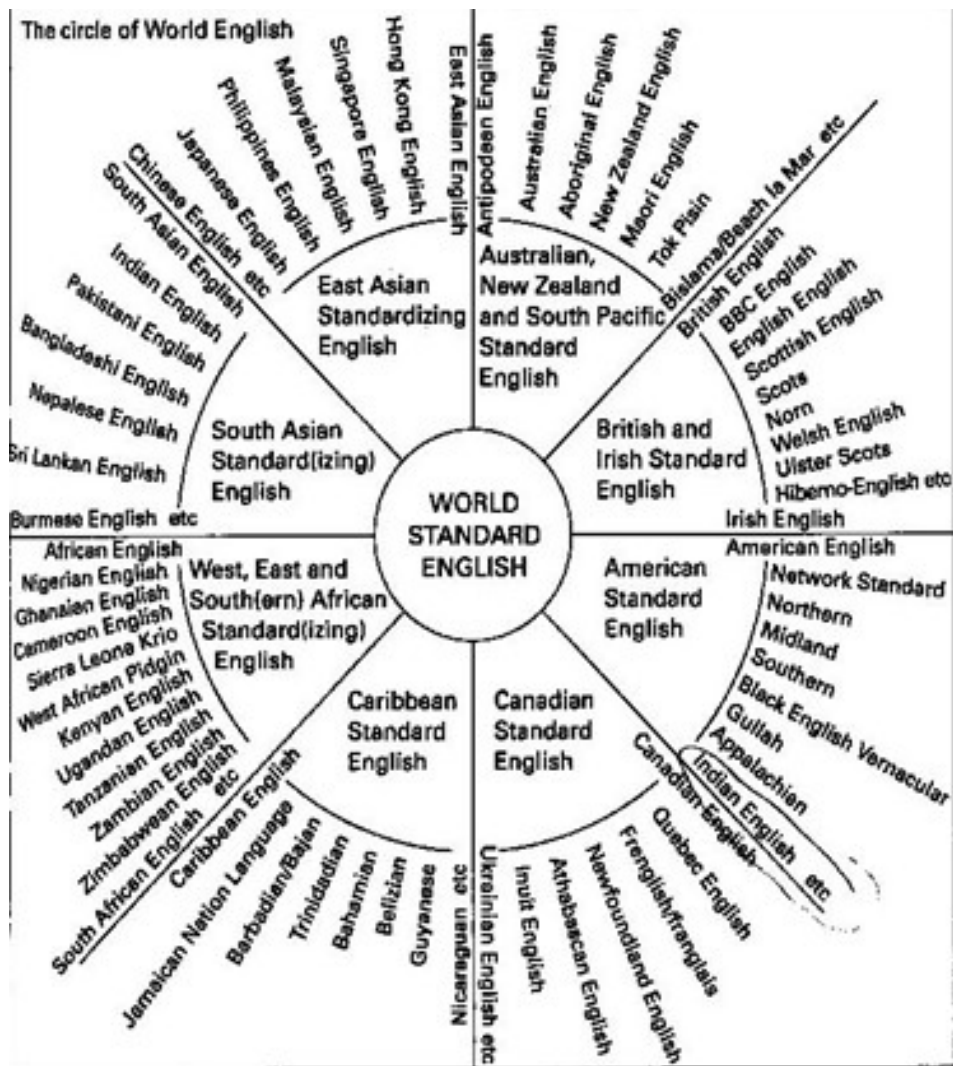 The circle of World English
East Asian English
Hong Kong English
Singapore English
Malaysian English
Philippines English
Japanese English
Chinese English etc
East Asian
Standardizing
English
Antipodean English
Australian English
Aboriginal English
New Zealand English
Maori English
Tok Pisin
Bislama/Beach la Mar etc
Australian,
New Zealand
and South Pacific
Standard
English
British English
BBC English
English English
Scottish English
Scots
Norn
Welsh English
Ulster Scots
Hiberno-English etc
Irish English
British and
Irish Standard
English
American English
Network Standard
Northern
Midland
Southern
Black English Vernacular
Gullah
Appalachian
Indian English etc
American
Standard
English
Canadian English
Quebec English
Frenglish/franglais
Newfoundland English
Athabascan English
Inuit English
Ukrainian English etc
Canadian
Standard
English
Caribbean English
Jamaican Nation Language
Barbadian/Bajan
Trinidadian
Bahamian
Belizian
Guyanese
Nicaraguan etc
Caribbean
Standard
English
African English
Nigerian English
Ghanaian English
Cameroon English
Sierra Leone Krio
West African Pidgin
Kenyan English
Ugandan English
Tanzanian English
Zambian English
Zimbabwean English
South African English etc
West, East and
South(ern) African
Standard(izing)
English
South Asian English
Indian English
Pakistani English
Bangladeshi English
Nepalese English
Sri Lankan English
Burmese English etc
South Asian
Standard(izing)
English
WORLD
STANDARD
ENGLISH